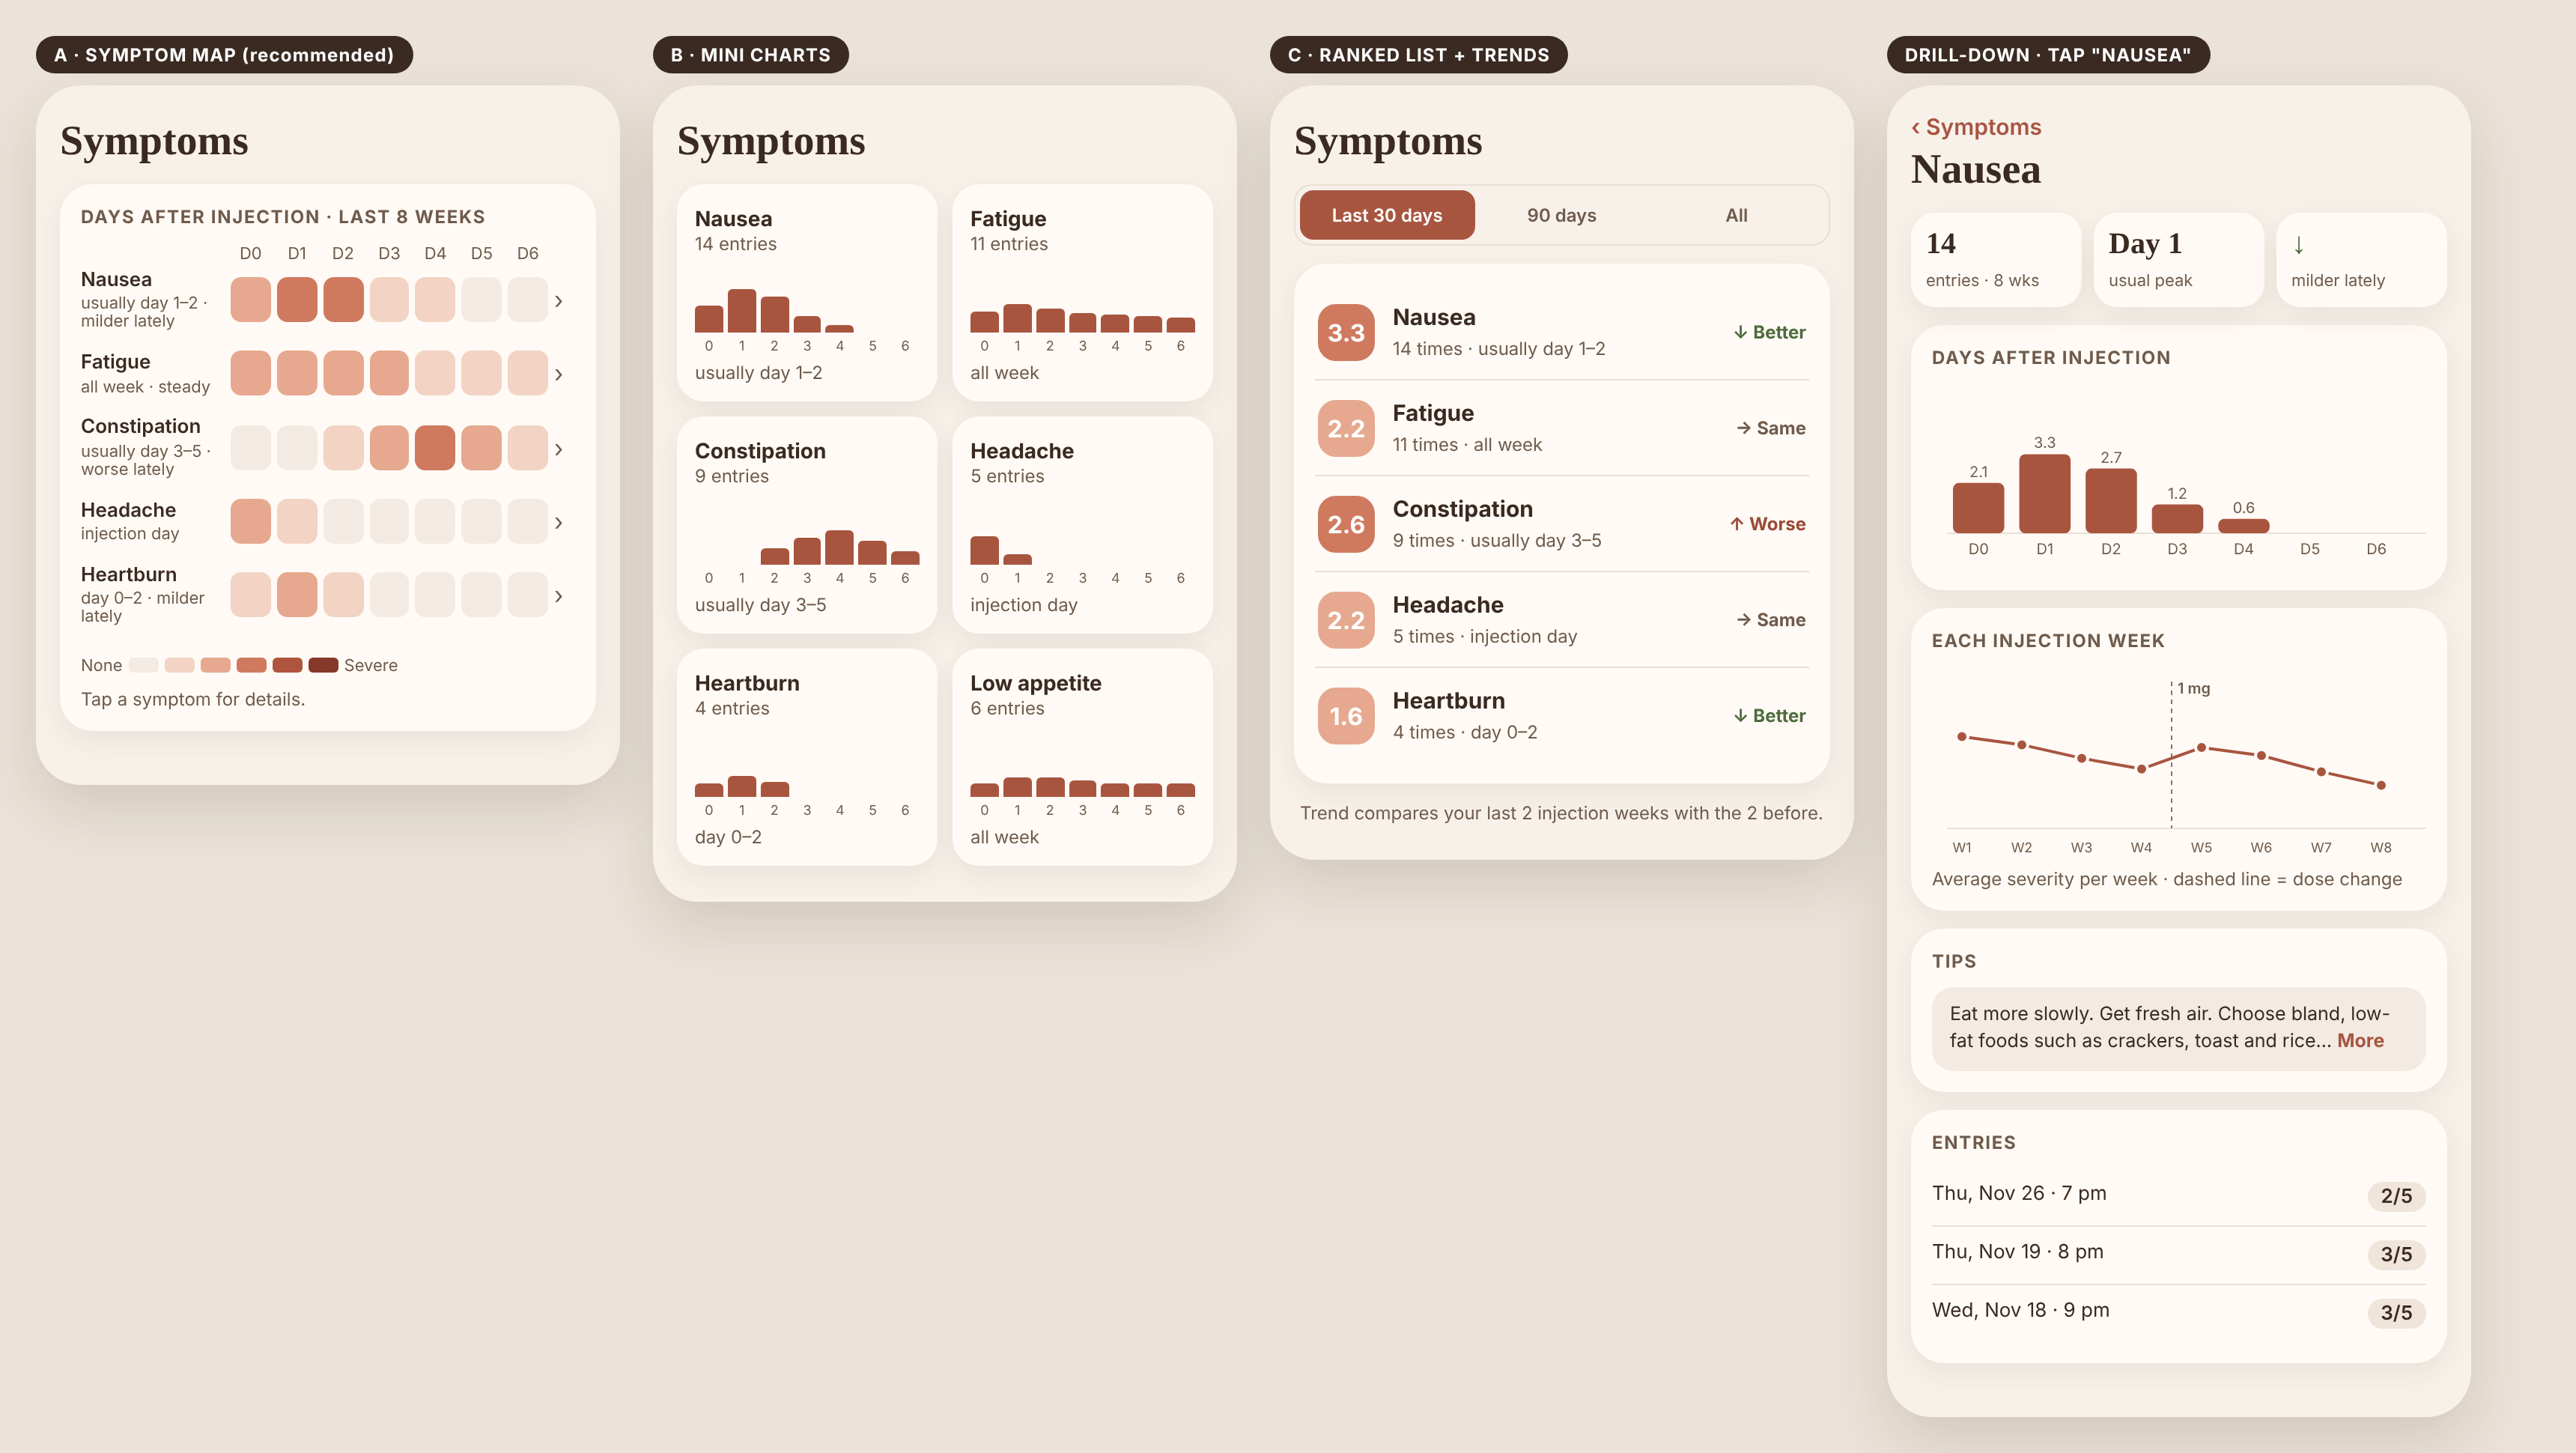 A · SYMPTOM MAP (recommended)
Symptoms
DAYS AFTER INJECTION · LAST 8 WEEKS
D0 D1 D2 D3 D4 D5 D6
Nausea
usually day 1–2 ·
milder lately
›
Fatigue
all week · steady
›
Constipation
usually day 3–5 ·
worse lately
›
Headache
injection day
›
Heartburn
day 0–2 · milder
lately
›
None Severe
Tap a symptom for details.
B · MINI CHARTS
Symptoms
Nausea
14 entries
0 1 2 3 4 5 6
usually day 1–2
Fatigue
11 entries
0 1 2 3 4 5 6
all week
Constipation
9 entries
0 1 2 3 4 5 6
usually day 3–5
Headache
5 entries
0 1 2 3 4 5 6
injection day
Heartburn
4 entries
0 1 2 3 4 5 6
day 0–2
Low appetite
6 entries
0 1 2 3 4 5 6
all week
C · RANKED LIST + TRENDS
Symptoms
Last 30 days 90 days All
3.3
Nausea
14 times · usually day 1–2
↓ Better
2.2
Fatigue
11 times · all week
→ Same
2.6
Constipation
9 times · usually day 3–5
↑ Worse
2.2
Headache
5 times · injection day
→ Same
1.6
Heartburn
4 times · day 0–2
↓ Better
Trend compares your last 2 injection weeks with the 2 before.
DRILL-DOWN · TAP "NAUSEA"
‹ Symptoms
Nausea
14
entries · 8 wks
Day 1
usual peak
↓
milder lately
DAYS AFTER INJECTION
2.1 3.3 2.7 1.2 0.6
D0 D1 D2 D3 D4 D5 D6
EACH INJECTION WEEK
1 mg
W1 W2 W3 W4 W5 W6 W7 W8
Average severity per week · dashed line = dose change
TIPS
Eat more slowly. Get fresh air. Choose bland, low-
fat foods such as crackers, toast and rice... More
ENTRIES
Thu, Nov 26 · 7 pm 2/5
Thu, Nov 19 · 8 pm 3/5
Wed, Nov 18 · 9 pm 3/5